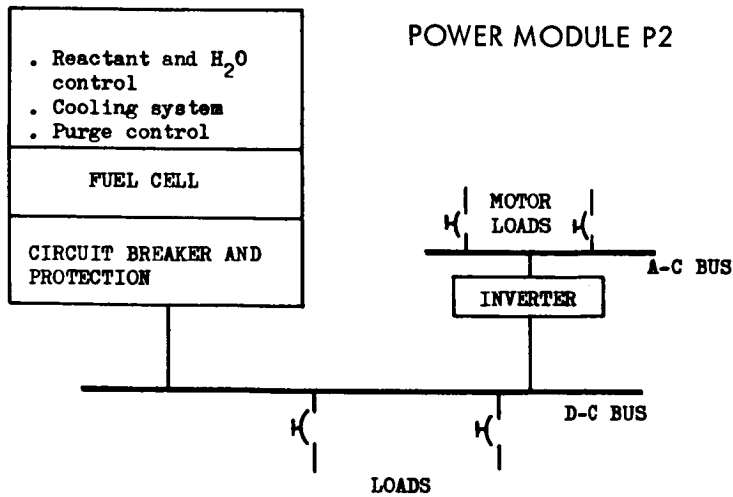 POWER MODULE P2
. Reactant and H2O
control
. Cooling system
. Purge control
FUEL CELL
CIRCUIT BREAKER AND
PROTECTION
MOTOR
LOADS
A-C BUS
INVERTER
D-C BUS
LOADS